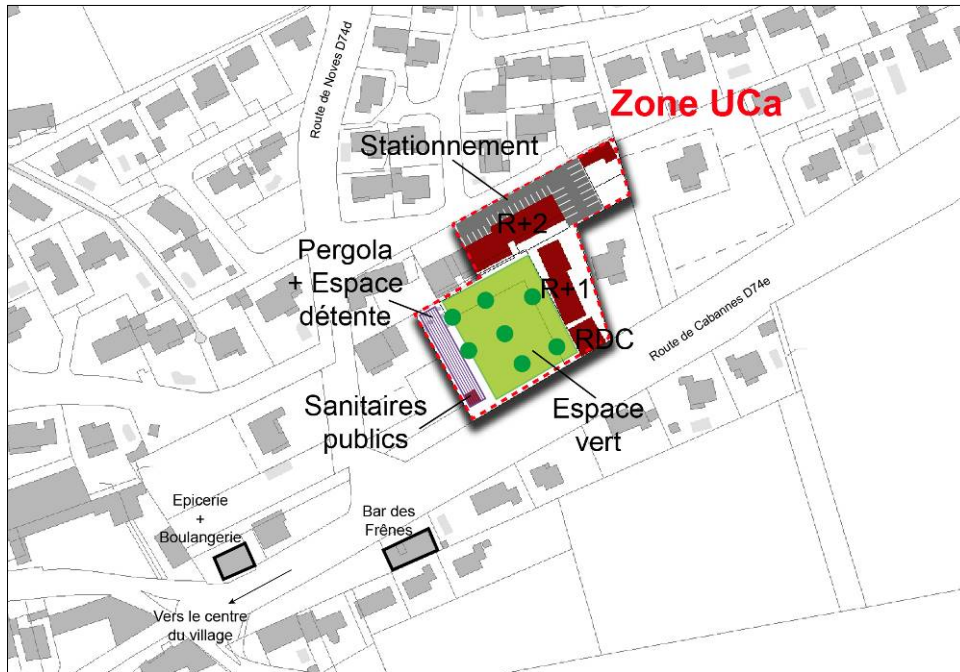 Route de Noves D74d
Zone UCa
Stationnement
R+2
Pergola
+ Espace
détente
R+1
RDC
Route de Cabannes D74e
Sanitaires
publics
Espace
vert
Epicerie
+
Boulangerie
Bar des
Frênes
Vers le centre
du village